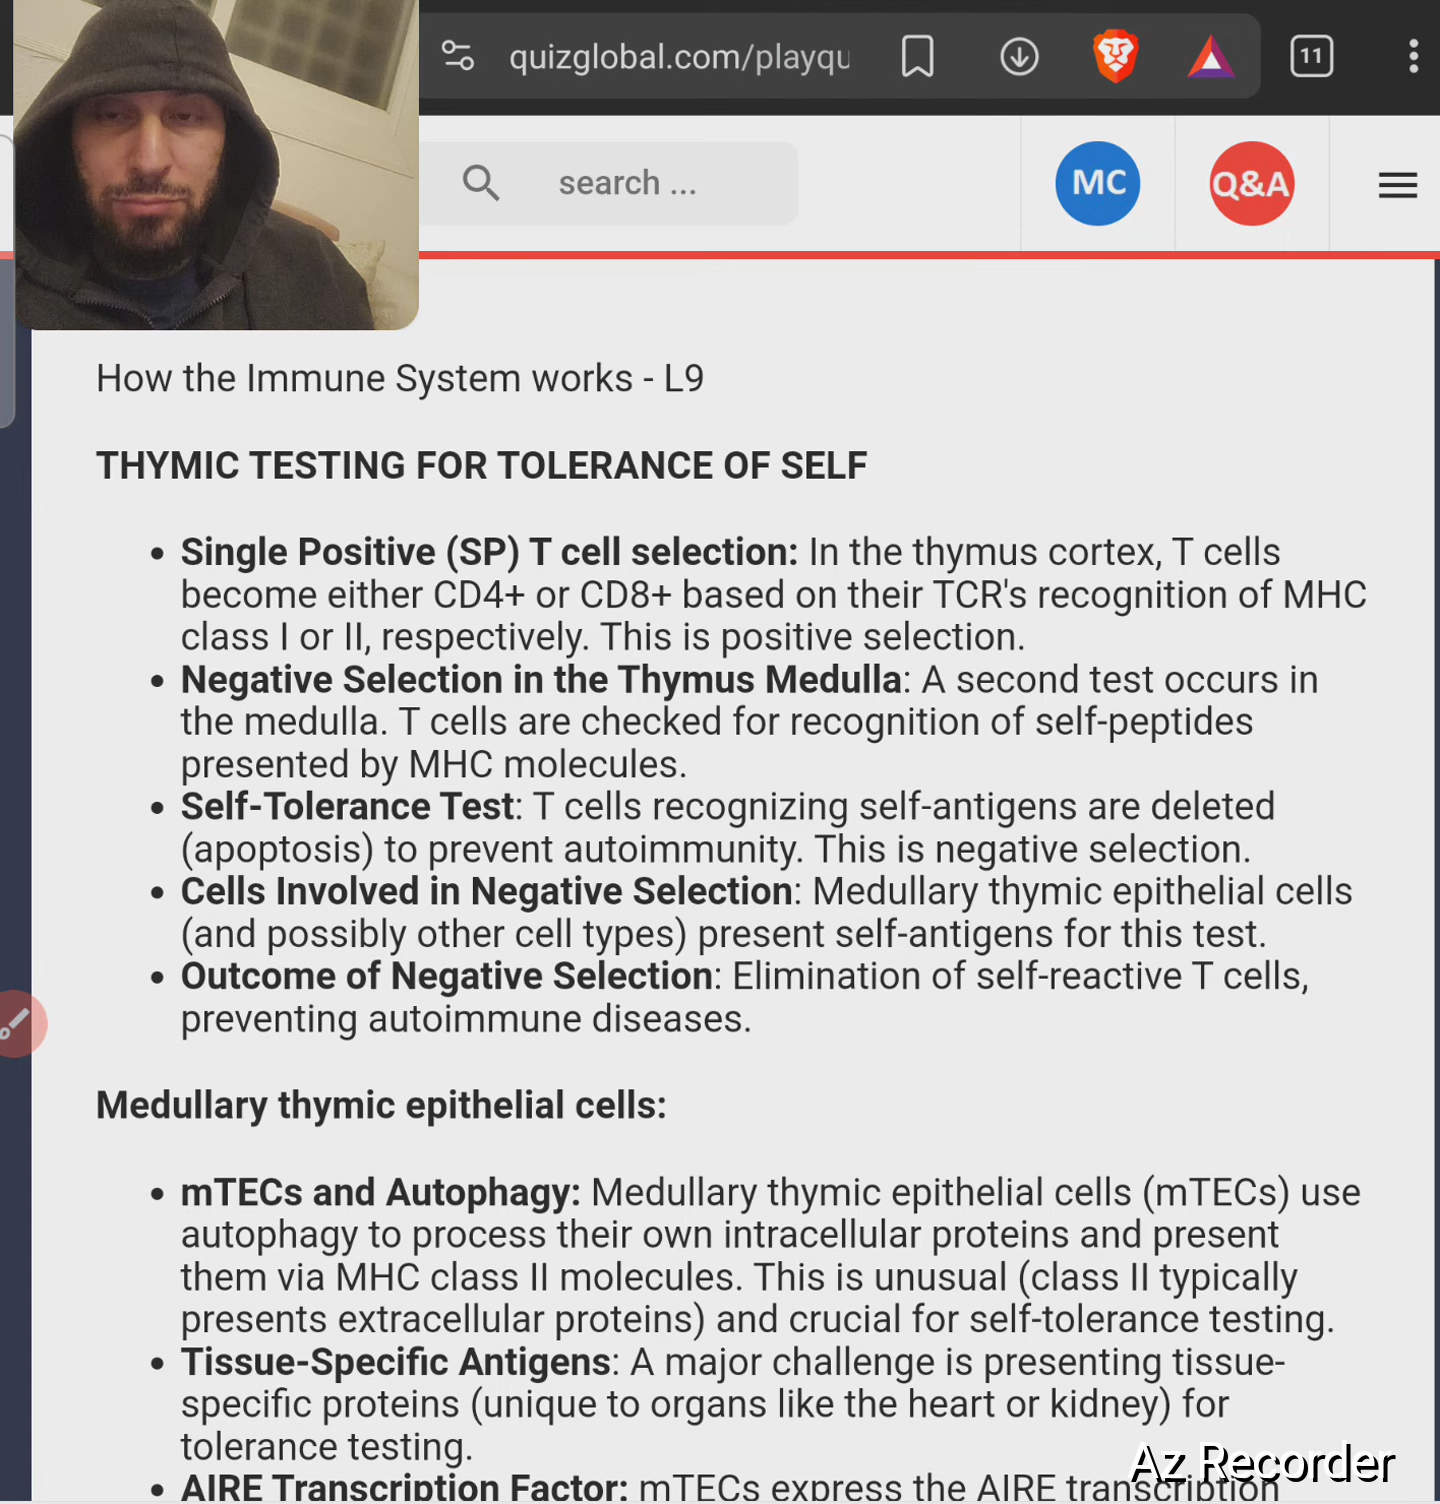 quizglobal.com/playqu
11
search ...
MC
Q&A
How the Immune System works - L9
THYMIC TESTING FOR TOLERANCE OF SELF
• Single Positive (SP) T cell selection: In the thymus cortex, T cells
become either CD4+ or CD8+ based on their TCR's recognition of MHC
class I or II, respectively. This is positive selection.
• Negative Selection in the Thymus Medulla: A second test occurs in
the medulla. T cells are checked for recognition of self-peptides
presented by MHC molecules.
• Self-Tolerance Test: T cells recognizing self-antigens are deleted
(apoptosis) to prevent autoimmunity. This is negative selection.
• Cells Involved in Negative Selection: Medullary thymic epithelial cells
(and possibly other cell types) present self-antigens for this test.
• Outcome of Negative Selection: Elimination of self-reactive T cells,
preventing autoimmune diseases.
Medullary thymic epithelial cells:
• mTECs and Autophagy: Medullary thymic epithelial cells (mTECs) use
autophagy to process their own intracellular proteins and present
them via MHC class II molecules. This is unusual (class II typically
presents extracellular proteins) and crucial for self-tolerance testing.
• Tissue-Specific Antigens: A major challenge is presenting tissue-
specific proteins (unique to organs like the heart or kidney) for
tolerance testing.
• AIRE Transcription Factor: mTECs express the AIRE transcription
Az Recorder